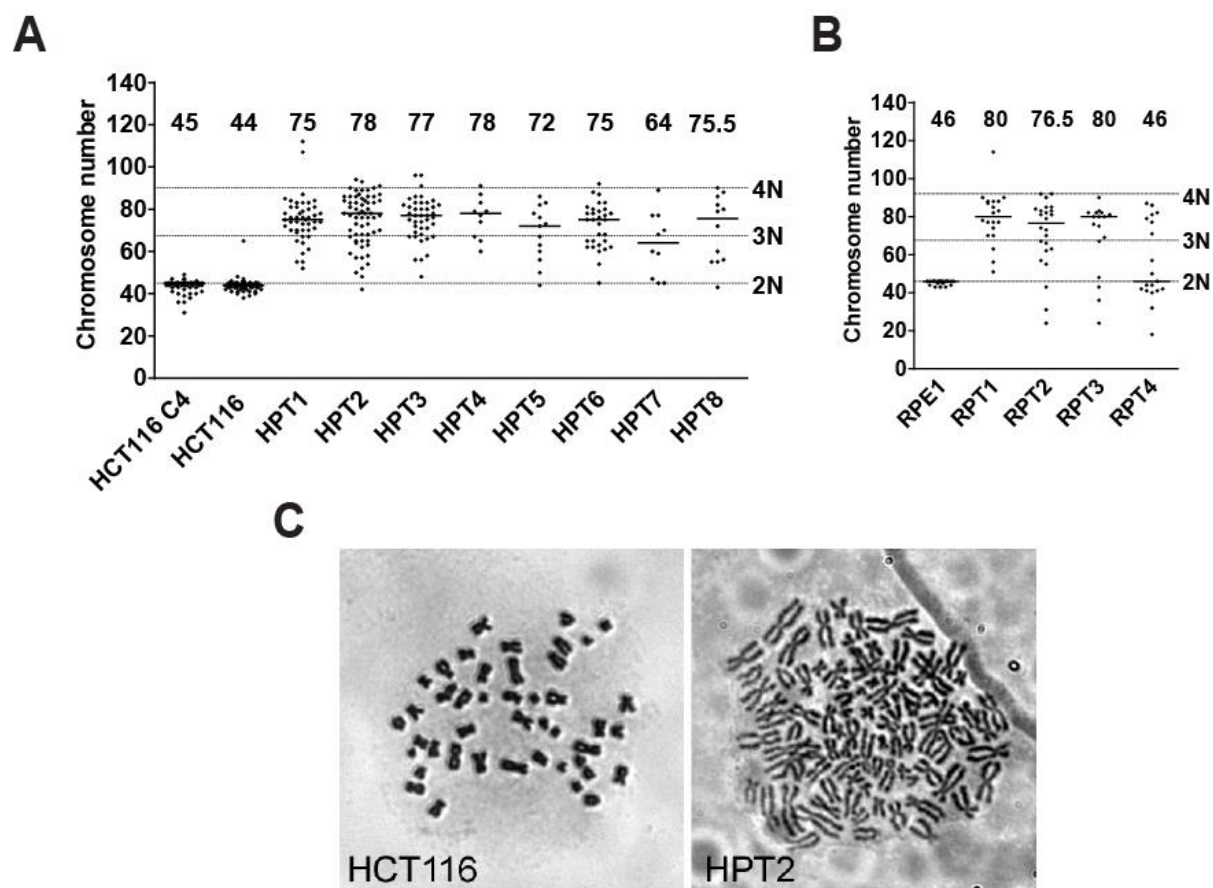 A
Chromosome number
140
120
100
80
60
40
20
0
45 44 75 78 77 78 72 75 64 75.5
4N
3N
2N
HCT116 C4 HCT116 HPT1 HPT2 HPT3 HPT4 HPT5 HPT6 HPT7 HPT8
B
Chromosome number
140
120
100
80
60
40
20
0
46 80 76.5 80 46
4N
3N
2N
RPE1 RPT1 RPT2 RPT3 RPT4
C
HCT116
HPT2